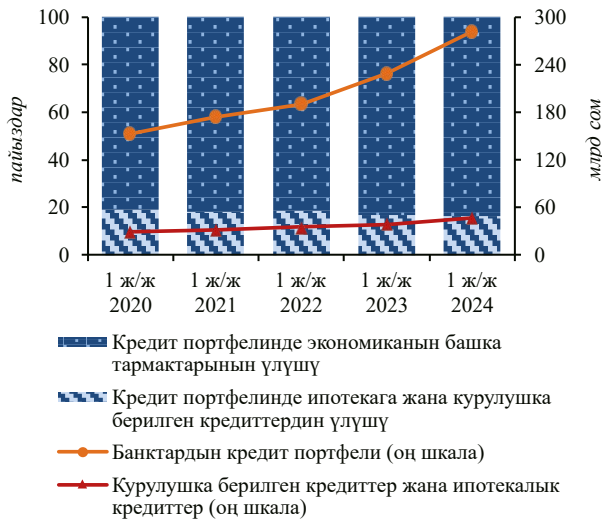 пайыздар
100
80
60
40
20
0
млрд сом
300
240
180
120
60
0
1 ж/ж 1 ж/ж 1 ж/ж 1 ж/ж 1 ж/ж
2020 2021 2022 2023 2024
Кредит портфелинде экономиканын башка
тармактарынын үлүшү
Кредит портфелинде ипотекага жана курулушка
берилген кредиттердин үлүшү
Банктардын кредит портфели (оң шкала)
Курулушка берилген кредиттер жана ипотекалык
кредиттер (оң шкала)